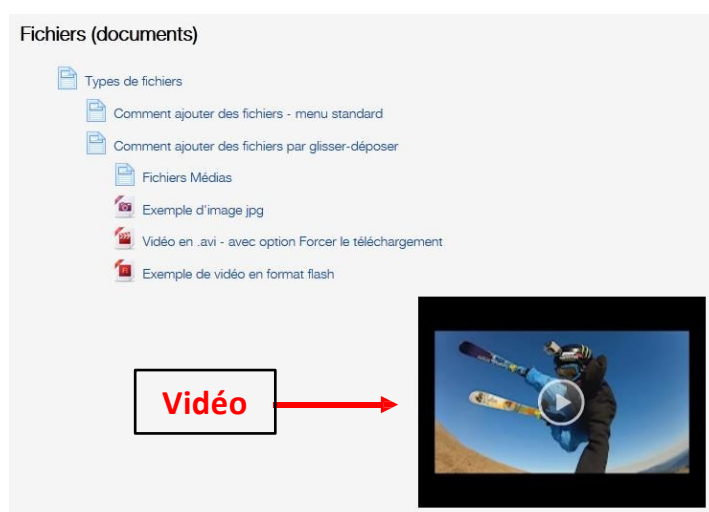 Fichiers (documents)
Types de fichiers
Comment ajouter des fichiers - menu standard
Comment ajouter des fichiers par glisser-déposer
Fichiers Médias
Exemple d'image jpg
Vidéo en .avi - avec option Forcer le téléchargement
Exemple de vidéo en format flash
Vidéo